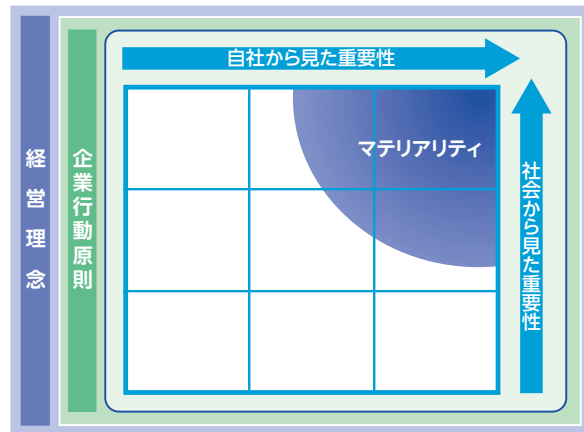 経営理念
企業行動原則
自社から見た重要性
マテリアリティ
社会から見た重要性